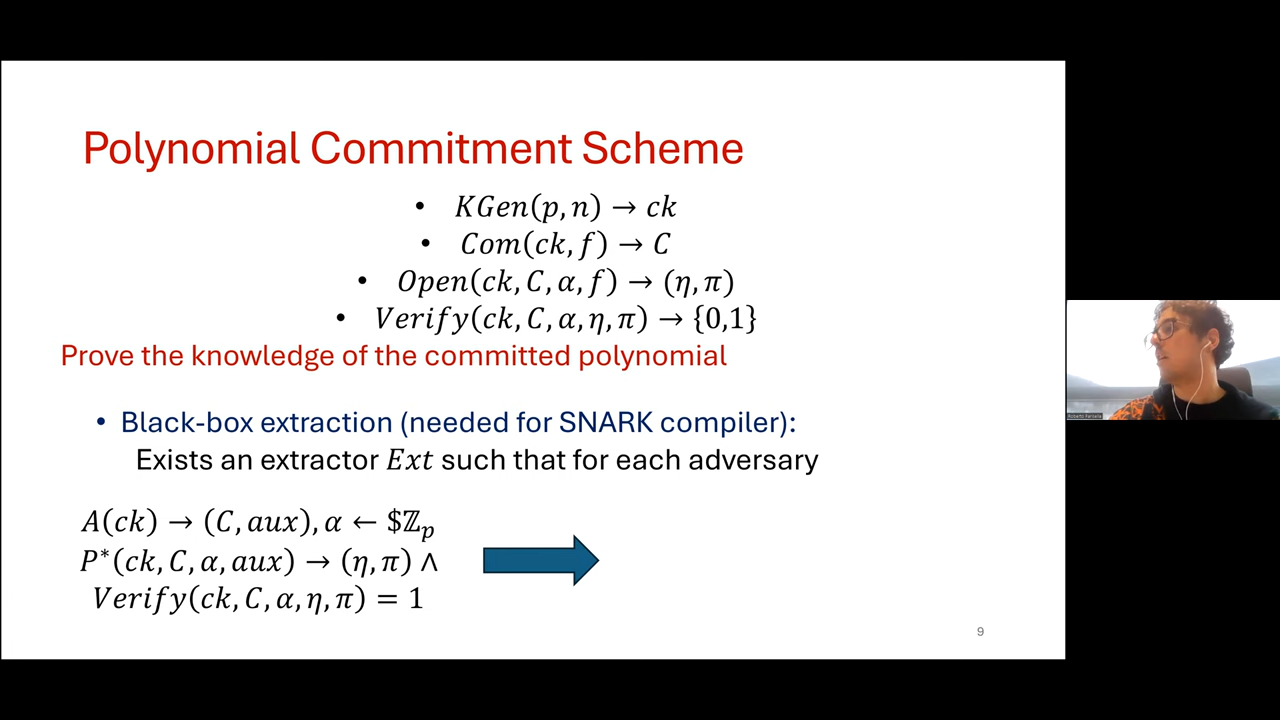 Polynomial Commitment Scheme
• KGen(p, n) → ck
• Com(ck, f) → C
• Open(ck, C, α, f) → (η, π)
• Verify(ck, C, α, η, π) → {0,1}
Prove the knowledge of the committed polynomial
• Black-box extraction (needed for SNARK compiler):
Exists an extractor Ext such that for each adversary
A(ck) → (C, aux), α ← $ℤ_p
P*(ck, C, α, aux) → (η, π) ∧
Verify(ck, C, α, η, π) = 1
9